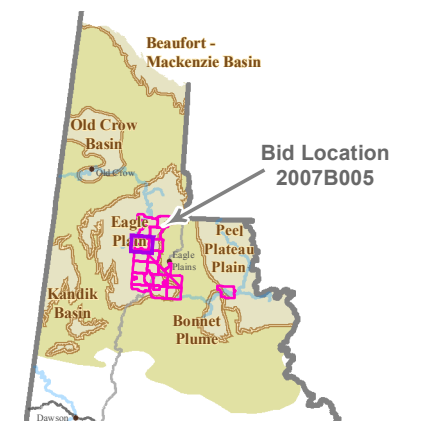 Beaufort -
Mackenzie Basin
Old Crow
Basin
Old Crow
Bid Location
2007B005
Eagle
Plain
Peel
Plateau
Plain
Eagle
Plains
Kandik
Basin
Bonnet
Plume
Dawson